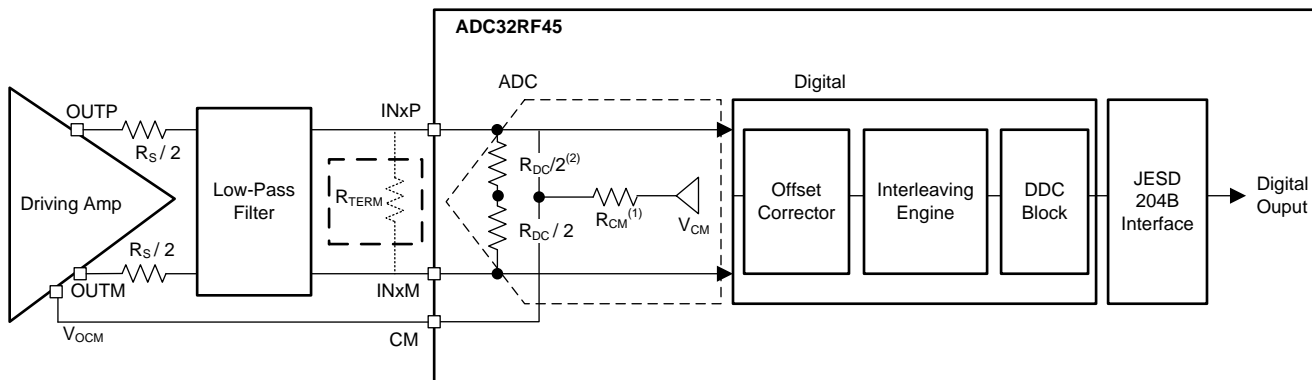 ADC32RF45
ADC
Digital
OUTP
INxP
R_S / 2
R_DC/2(2)
Driving Amp
Low-Pass
Filter
R_TERM
R_CM(1)
V_CM
Offset
Corrector
Interleaving
Engine
DDC
Block
JESD
204B
Interface
Digital
Ouput
R_DC / 2
R_S / 2
OUTM
INxM
V_OCM
CM